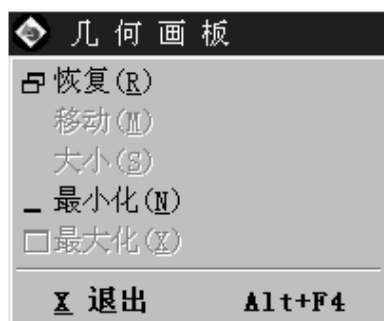 几何画板
恢复(R)
移动(M)
大小(S)
最小化(N)
最大化(X)
X 退出 Alt+F4